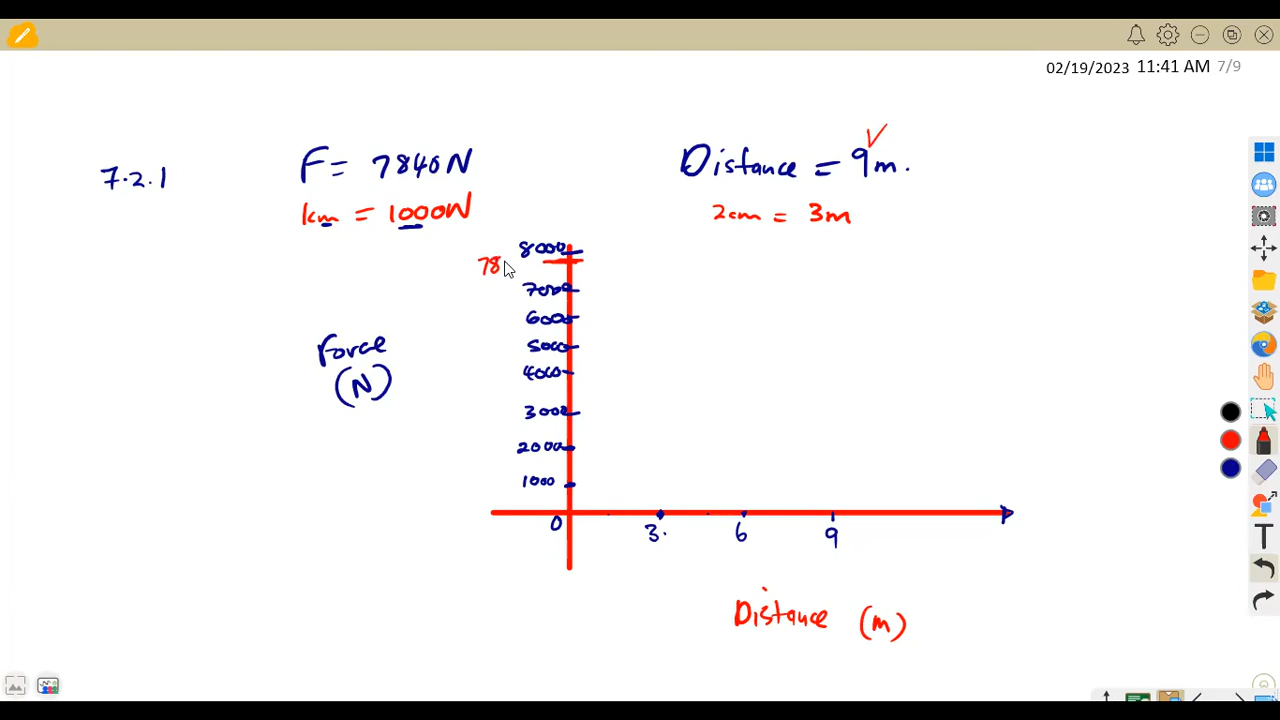 02/19/2023 11:41 AM 7/9
7.2.1
F = 7840N
Distance = 9m.
km = 1000N
2cm = 3m
8000
78
7000
6000
5000
4000
3000
2000
1000
0
3.
6
9
Force
(N)
Distance (m)
T